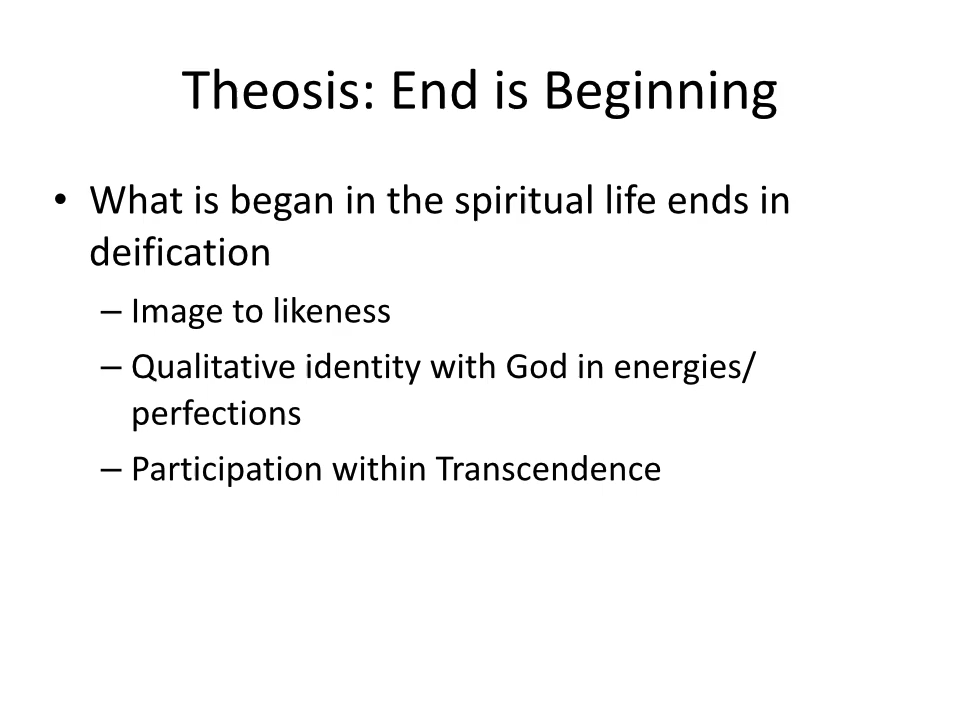 Theosis: End is Beginning
• What is began in the spiritual life ends in
deification
– Image to likeness
– Qualitative identity with God in energies/
perfections
– Participation within Transcendence